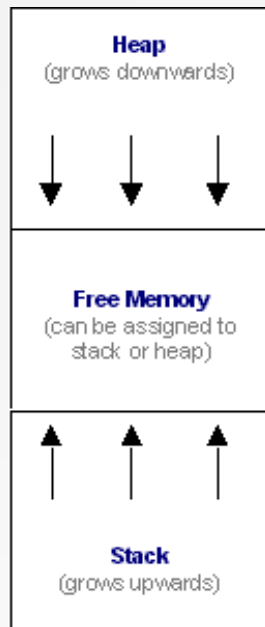 Heap
(grows downwards)
Free Memory
(can be assigned to
stack or heap)
Stack
(grows upwards)